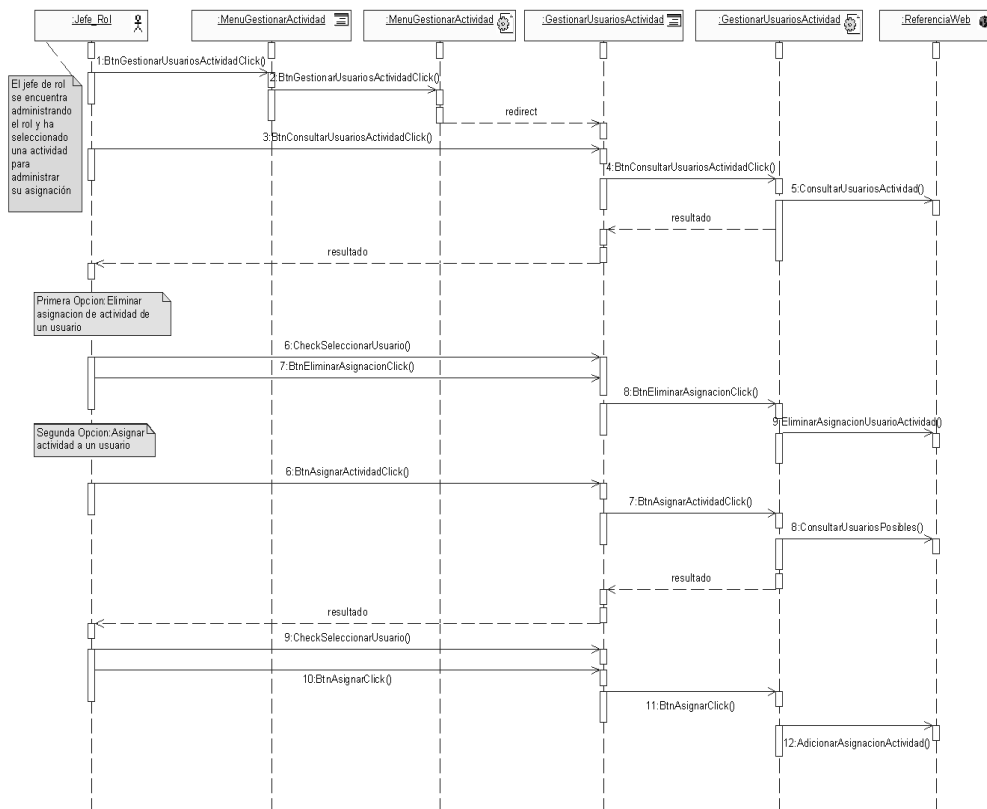 :Jefe_Rol
:MenuGestionarActividad
:MenuGestionarActividad
:GestionarUsuariosActividad
:GestionarUsuariosActividad
:ReferenciaWeb
El jefe de rol
se encuentra
administrando
el rol y ha
seleccionado
una actividad
para
administrar
su asignación
1:BtnGestionarUsuariosActividadClick()
2:BtnGestionarUsuariosActividadClick()
redirect
3:BtnConsultarUsuariosActividadClick()
4:BtnConsultarUsuariosActividadClick()
5:ConsultarUsuariosActividad()
resultado
resultado
Primera Opcion:Eliminar
asignacion de actividad de
un usuario
6:CheckSeleccionarUsuario()
7:BtnEliminarAsignacionClick()
8:BtnEliminarAsignacionClick()
9:EliminarAsignacionUsuarioActividad()
Segunda Opcion:Asignar
actividad a un usuario
6:BtnAsignarActividadClick()
7:BtnAsignarActividadClick()
8:ConsultarUsuariosPosibles()
resultado
resultado
9:CheckSeleccionarUsuario()
10:BtnAsignarClick()
11:BtnAsignarClick()
12:AdicionarAsignacionActividad()